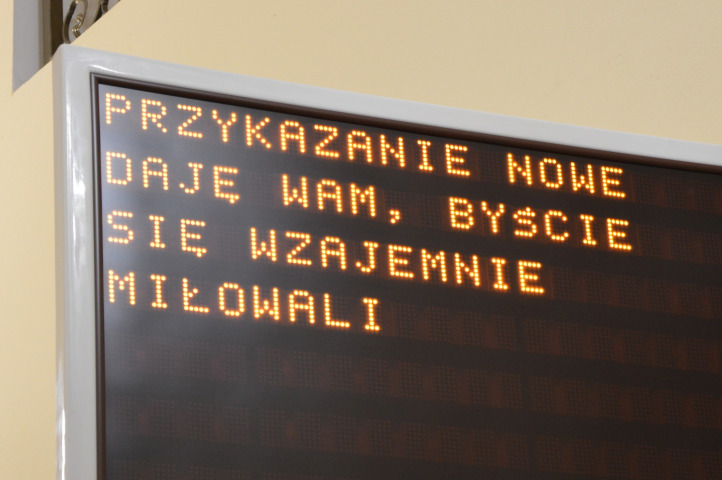 PRZYKAZANIE NOWE
DAJĘ WAM, BYŚCIE
SIĘ WZAJEMNIE
MIŁOWALI